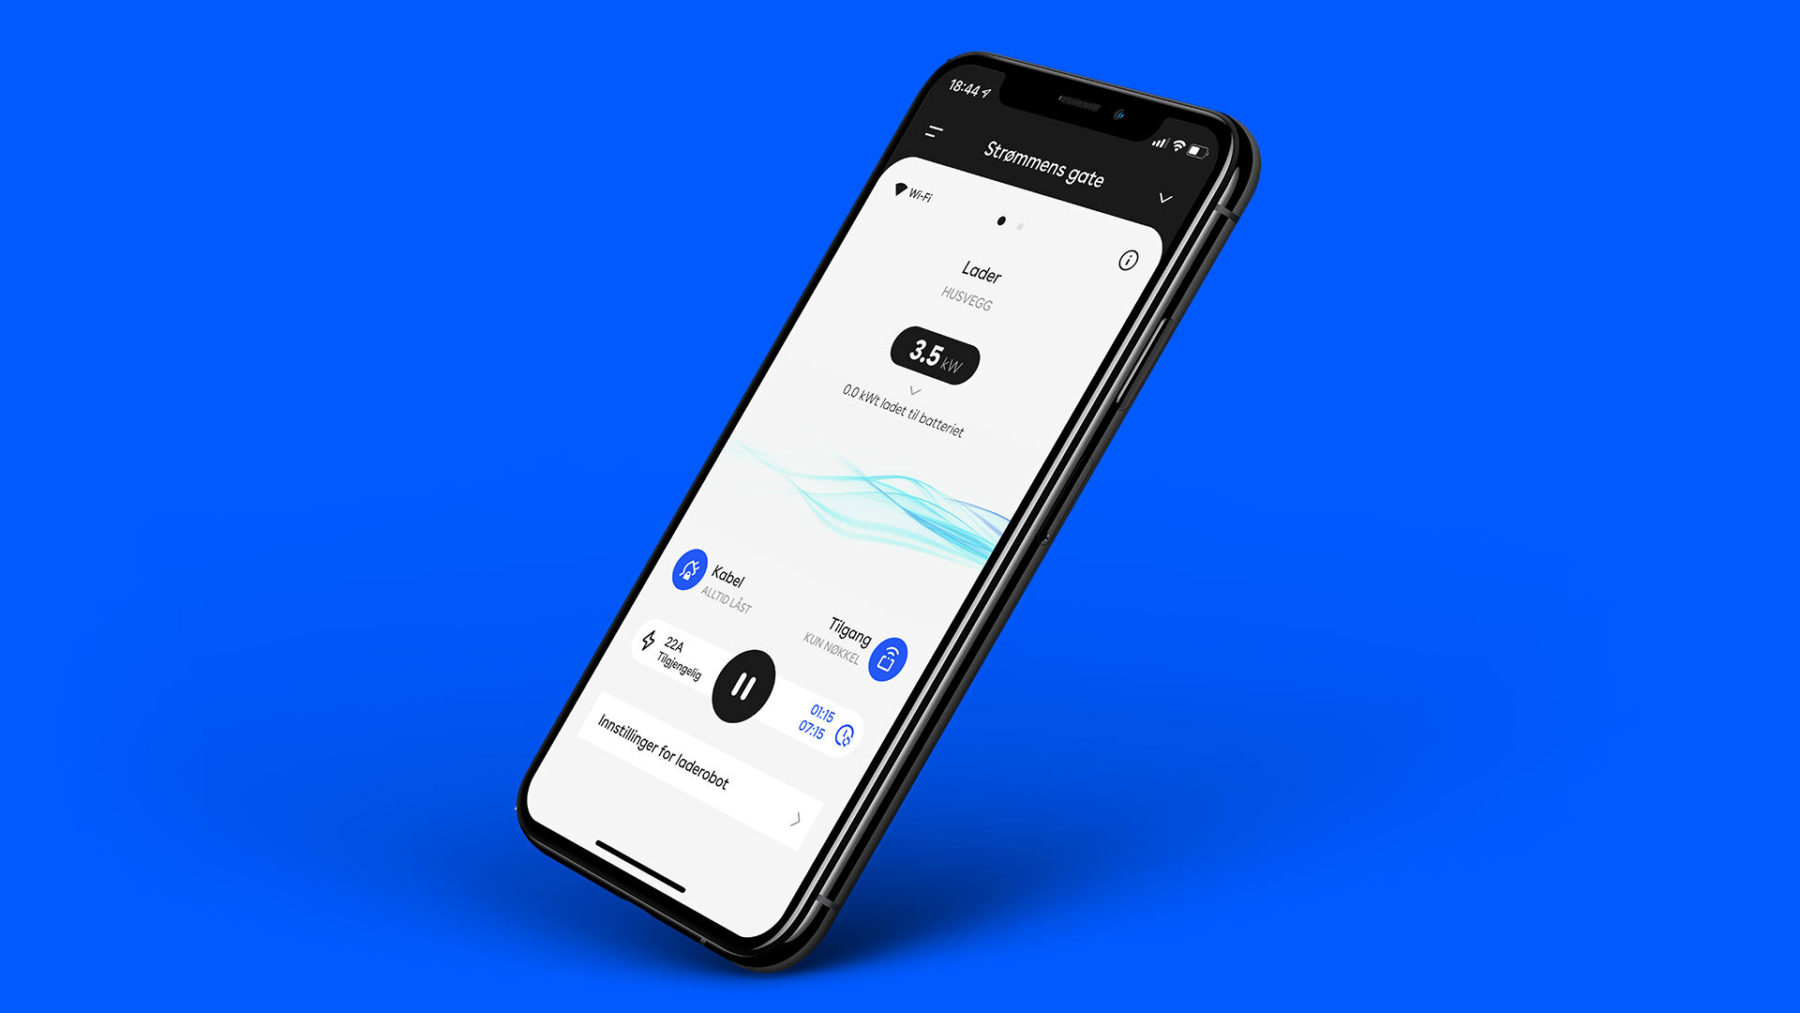 18:44
Strømmens gate
Wi-Fi
Lader
HUSVEGG
3.5 kW
0.0 kWt ladet til batteriet
Kabel
ALLTID LÅST
Tilgang
KUN NØKKEL
22A
Tilgjengelig
01:15
07:15
Innstillinger for laderobot